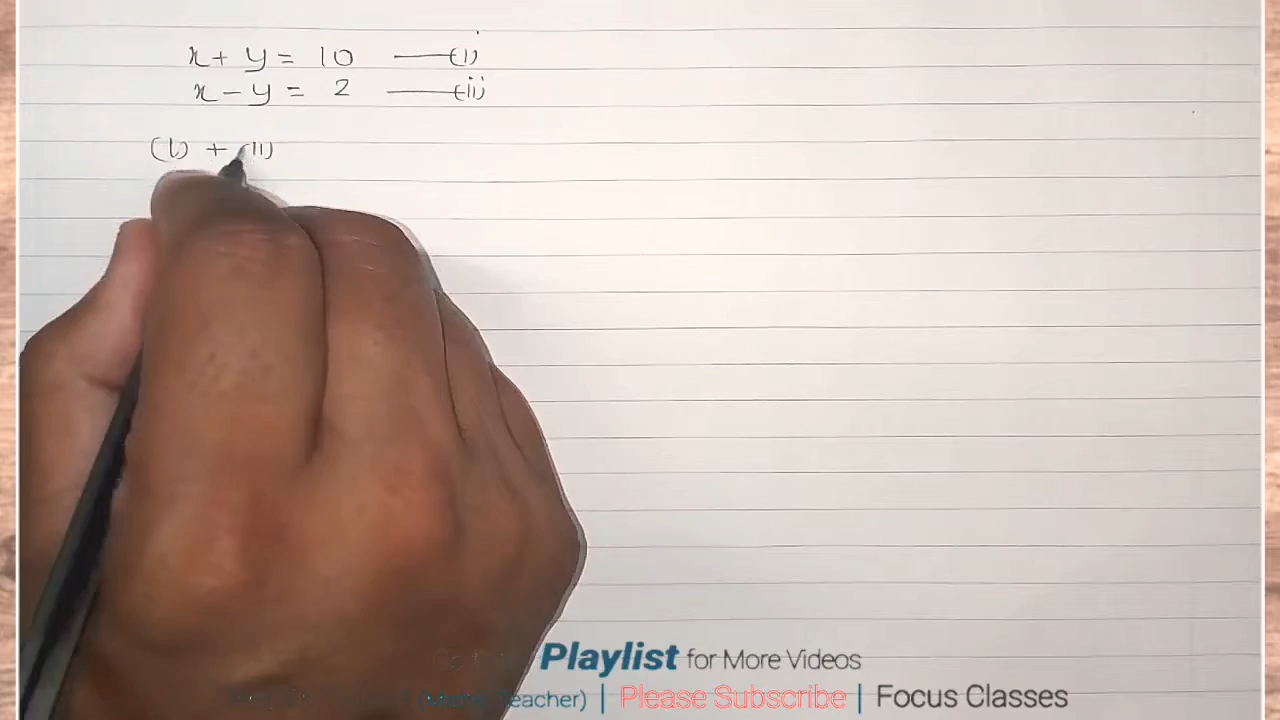 x + y = 10 —(i)
x - y = 2 —(ii)
(i) + (ii)
Playlist for More Videos
Teacher) | Please Subscribe | Focus Classes